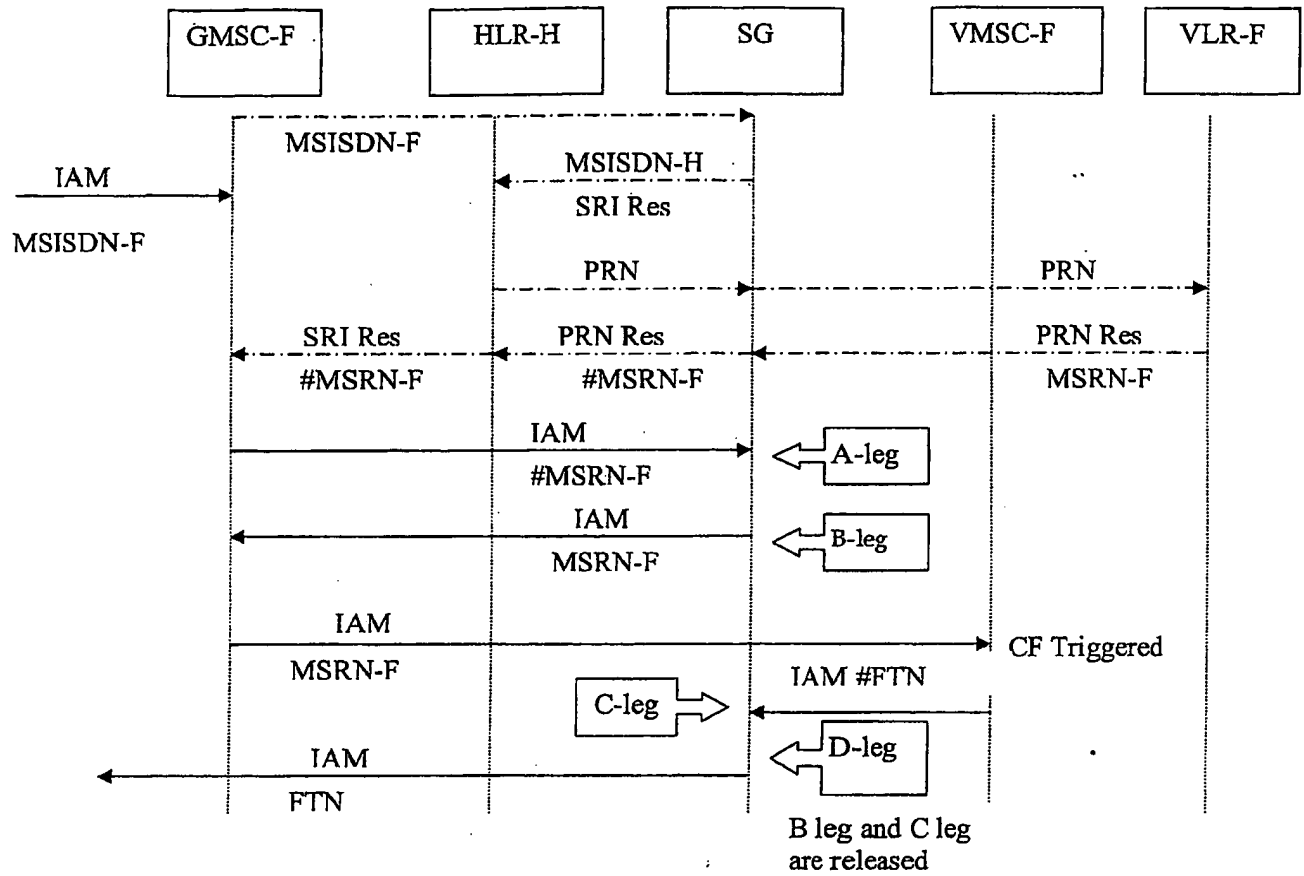 GMSC-F
HLR-H
SG
VMSC-F
VLR-F
MSISDN-F
MSISDN-H
IAM
SRI Res
MSISDN-F
PRN
PRN
SRI Res
PRN Res
PRN Res
#MSRN-F
#MSRN-F
MSRN-F
IAM
A-leg
#MSRN-F
IAM
B-leg
MSRN-F
IAM
CF Triggered
MSRN-F
IAM #FTN
C-leg
D-leg
IAM
FTN
B leg and C leg
are released